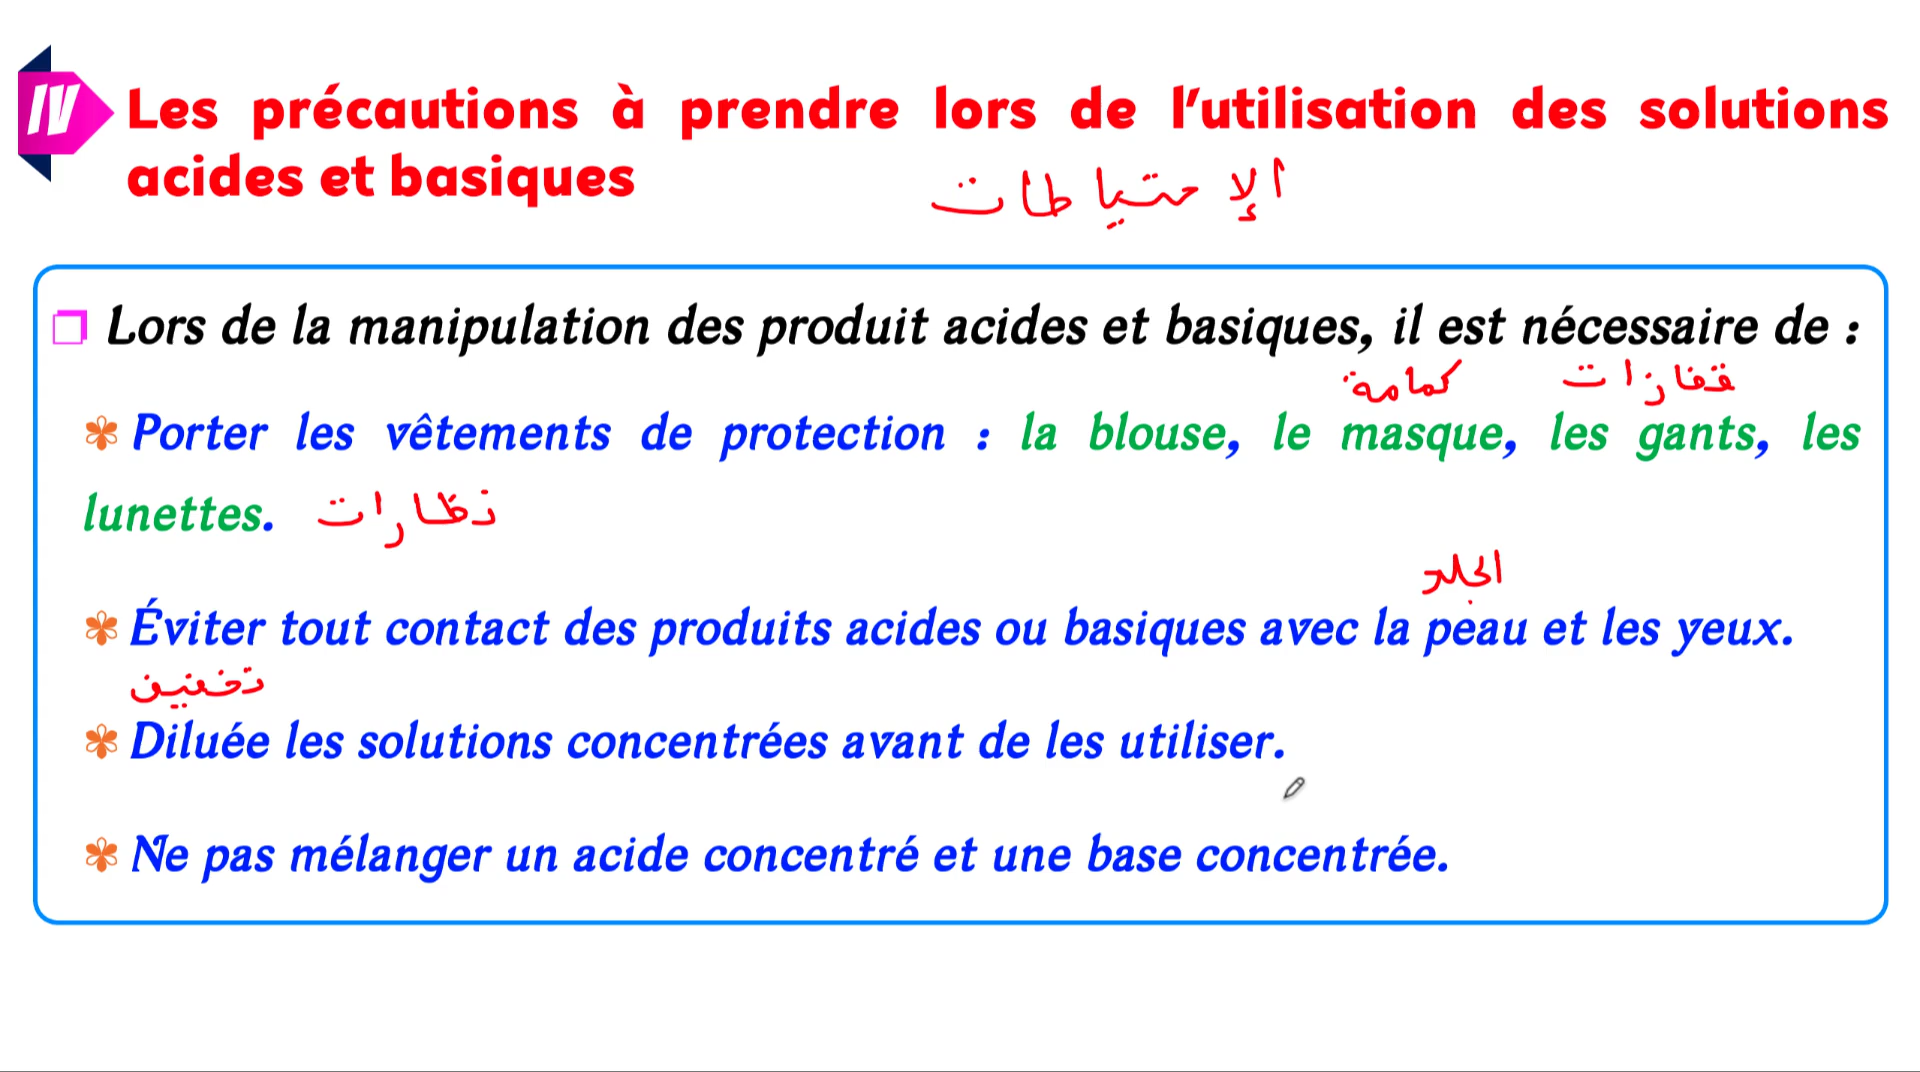 IV Les précautions à prendre lors de l'utilisation des solutions
acides et basiques
الإحتياطات
Lors de la manipulation des produit acides et basiques, il est nécessaire de :
قفازات كمامة
Porter les vêtements de protection : la blouse, le masque, les gants, les
lunettes. نظارات
الجلد
Éviter tout contact des produits acides ou basiques avec la peau et les yeux.
تخفيف
Diluée les solutions concentrées avant de les utiliser.
Ne pas mélanger un acide concentré et une base concentrée.